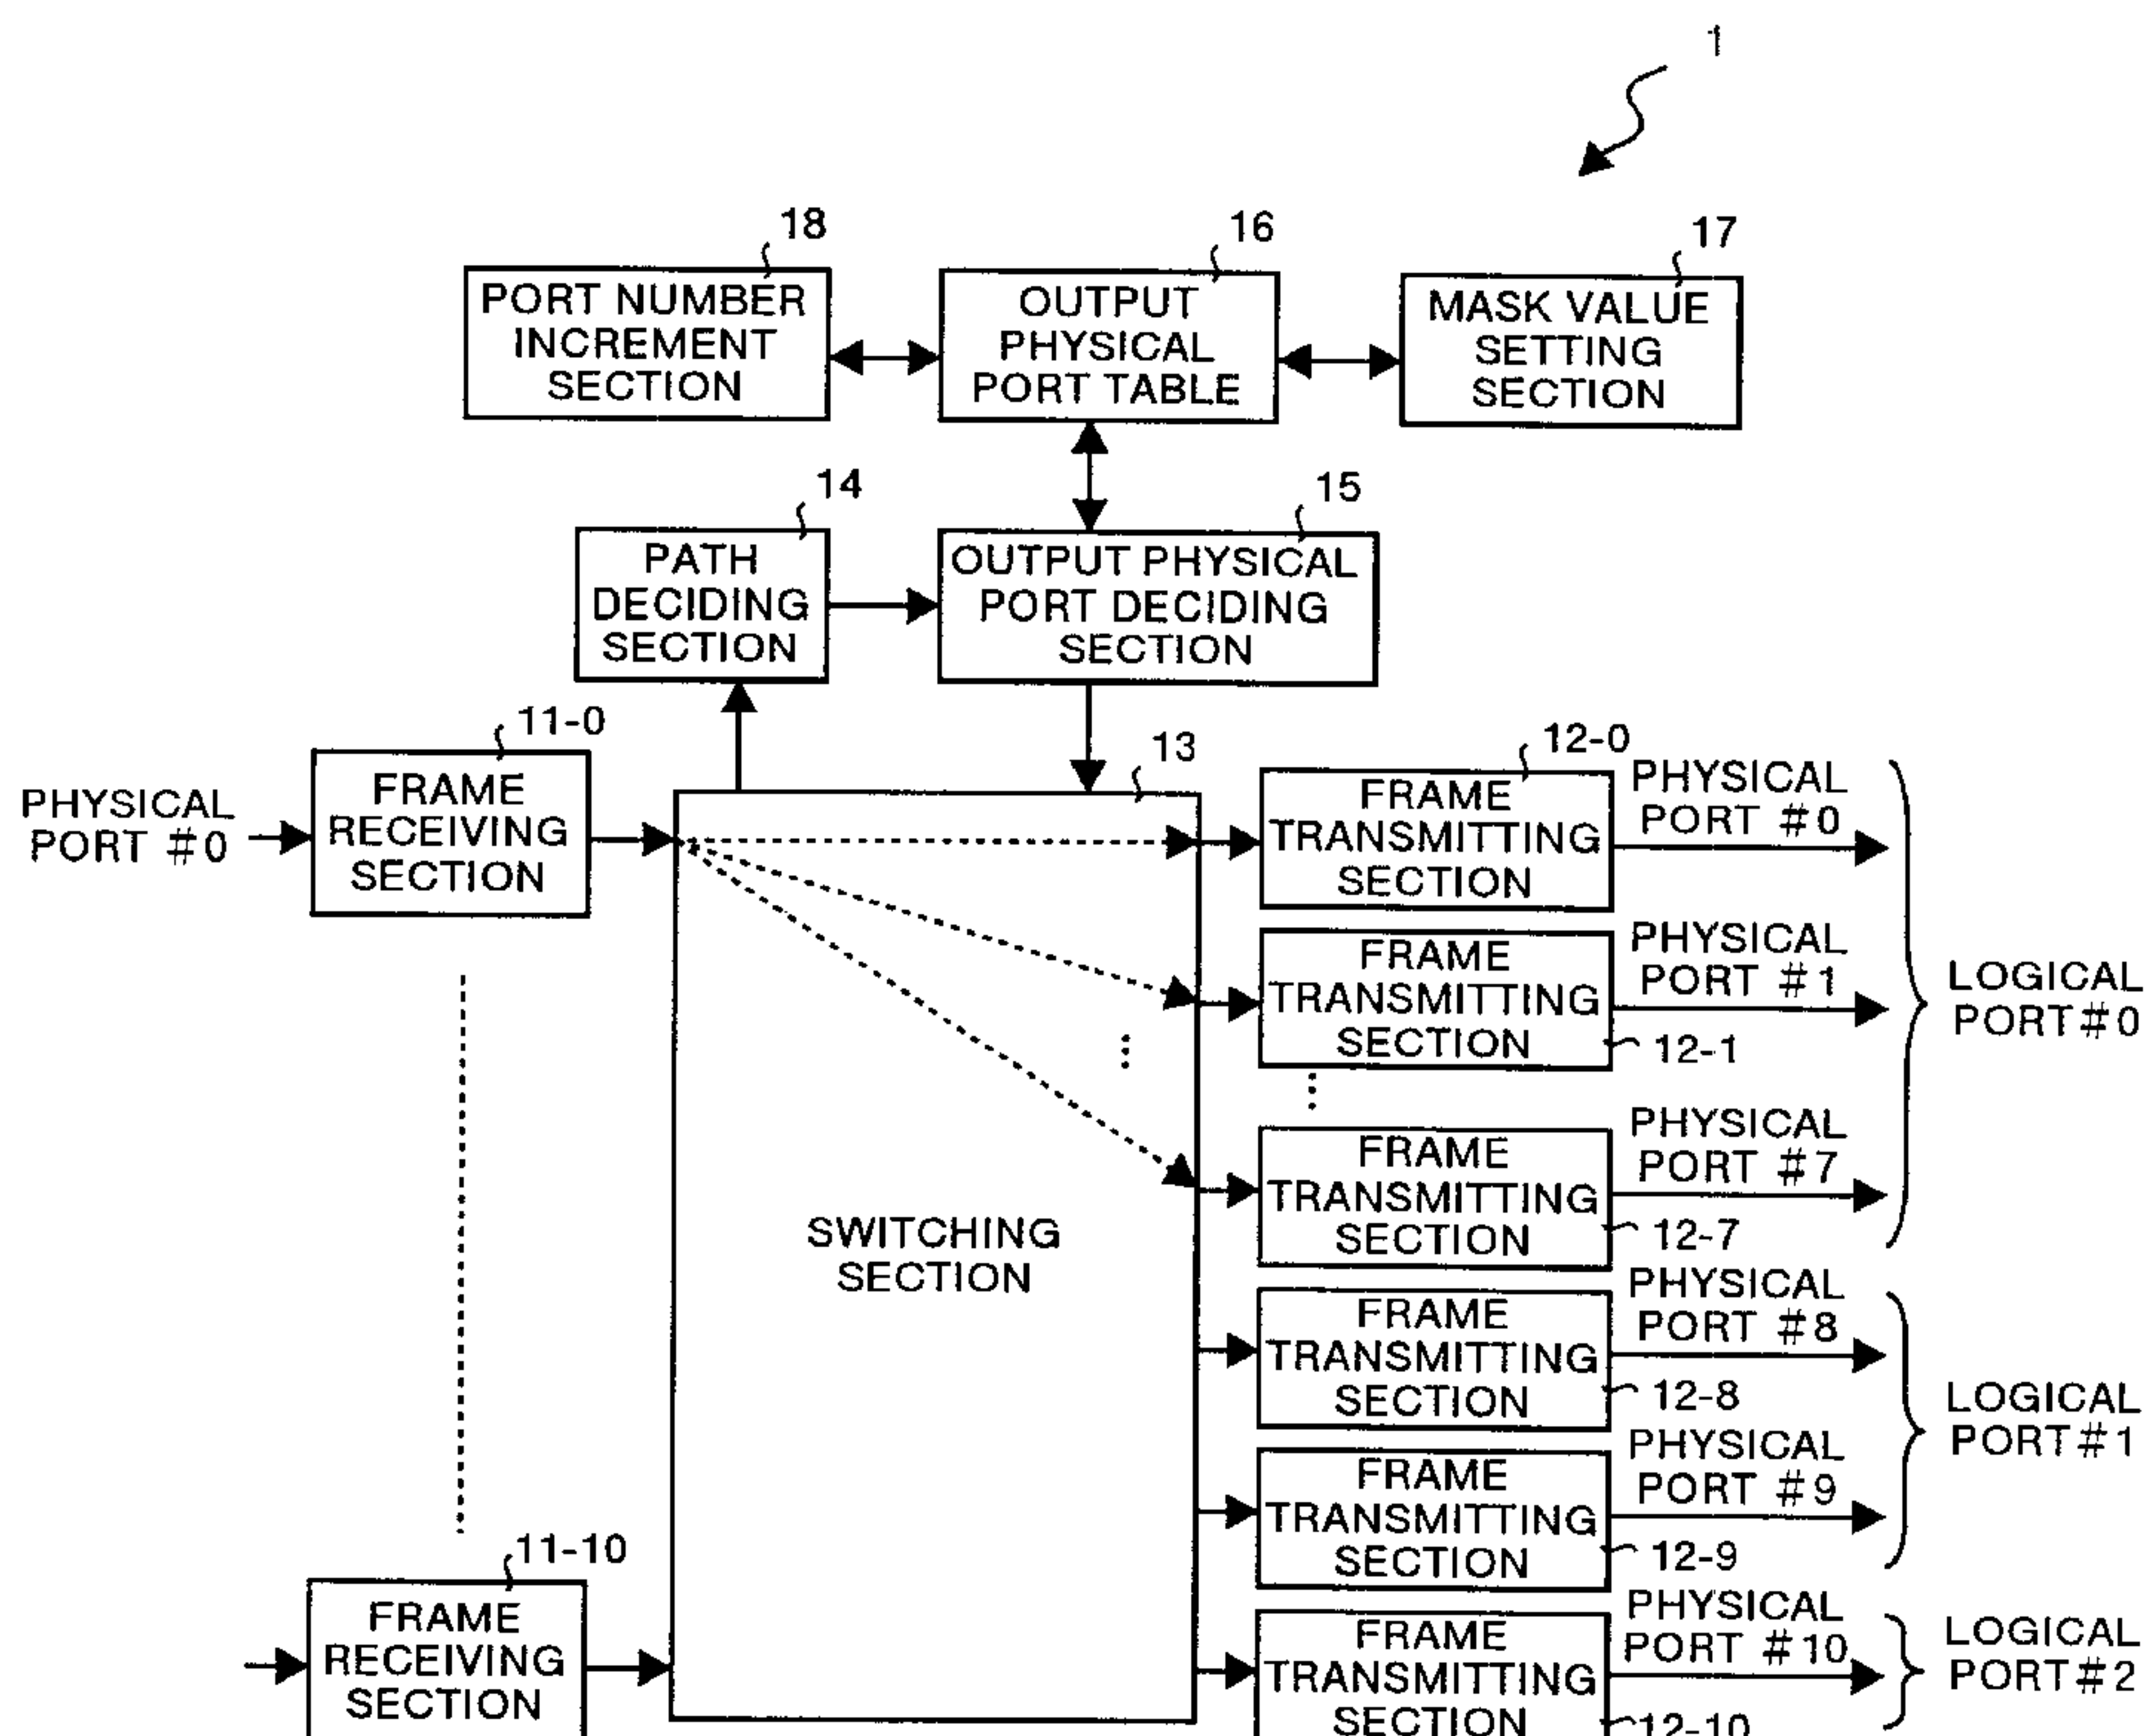 1
18
PORT NUMBER
INCREMENT
SECTION
16
OUTPUT
PHYSICAL
PORT TABLE
17
MASK VALUE
SETTING
SECTION
14
PATH
DECIDING
SECTION
15
OUTPUT PHYSICAL
PORT DECIDING
SECTION
PHYSICAL
PORT #0
11-0
FRAME
RECEIVING
SECTION
13
SWITCHING
SECTION
12-0
FRAME
TRANSMITTING
SECTION
PHYSICAL
PORT #0
FRAME
TRANSMITTING
SECTION
12-1
PHYSICAL
PORT #1
LOGICAL
PORT#0
FRAME
TRANSMITTING
SECTION
12-7
PHYSICAL
PORT #7
FRAME
TRANSMITTING
SECTION
12-8
PHYSICAL
PORT #8
LOGICAL
PORT#1
FRAME
TRANSMITTING
SECTION
12-9
PHYSICAL
PORT #9
11-10
FRAME
RECEIVING
SECTION
FRAME
TRANSMITTING
SECTION
12-10
PHYSICAL
PORT #10
LOGICAL
PORT#2